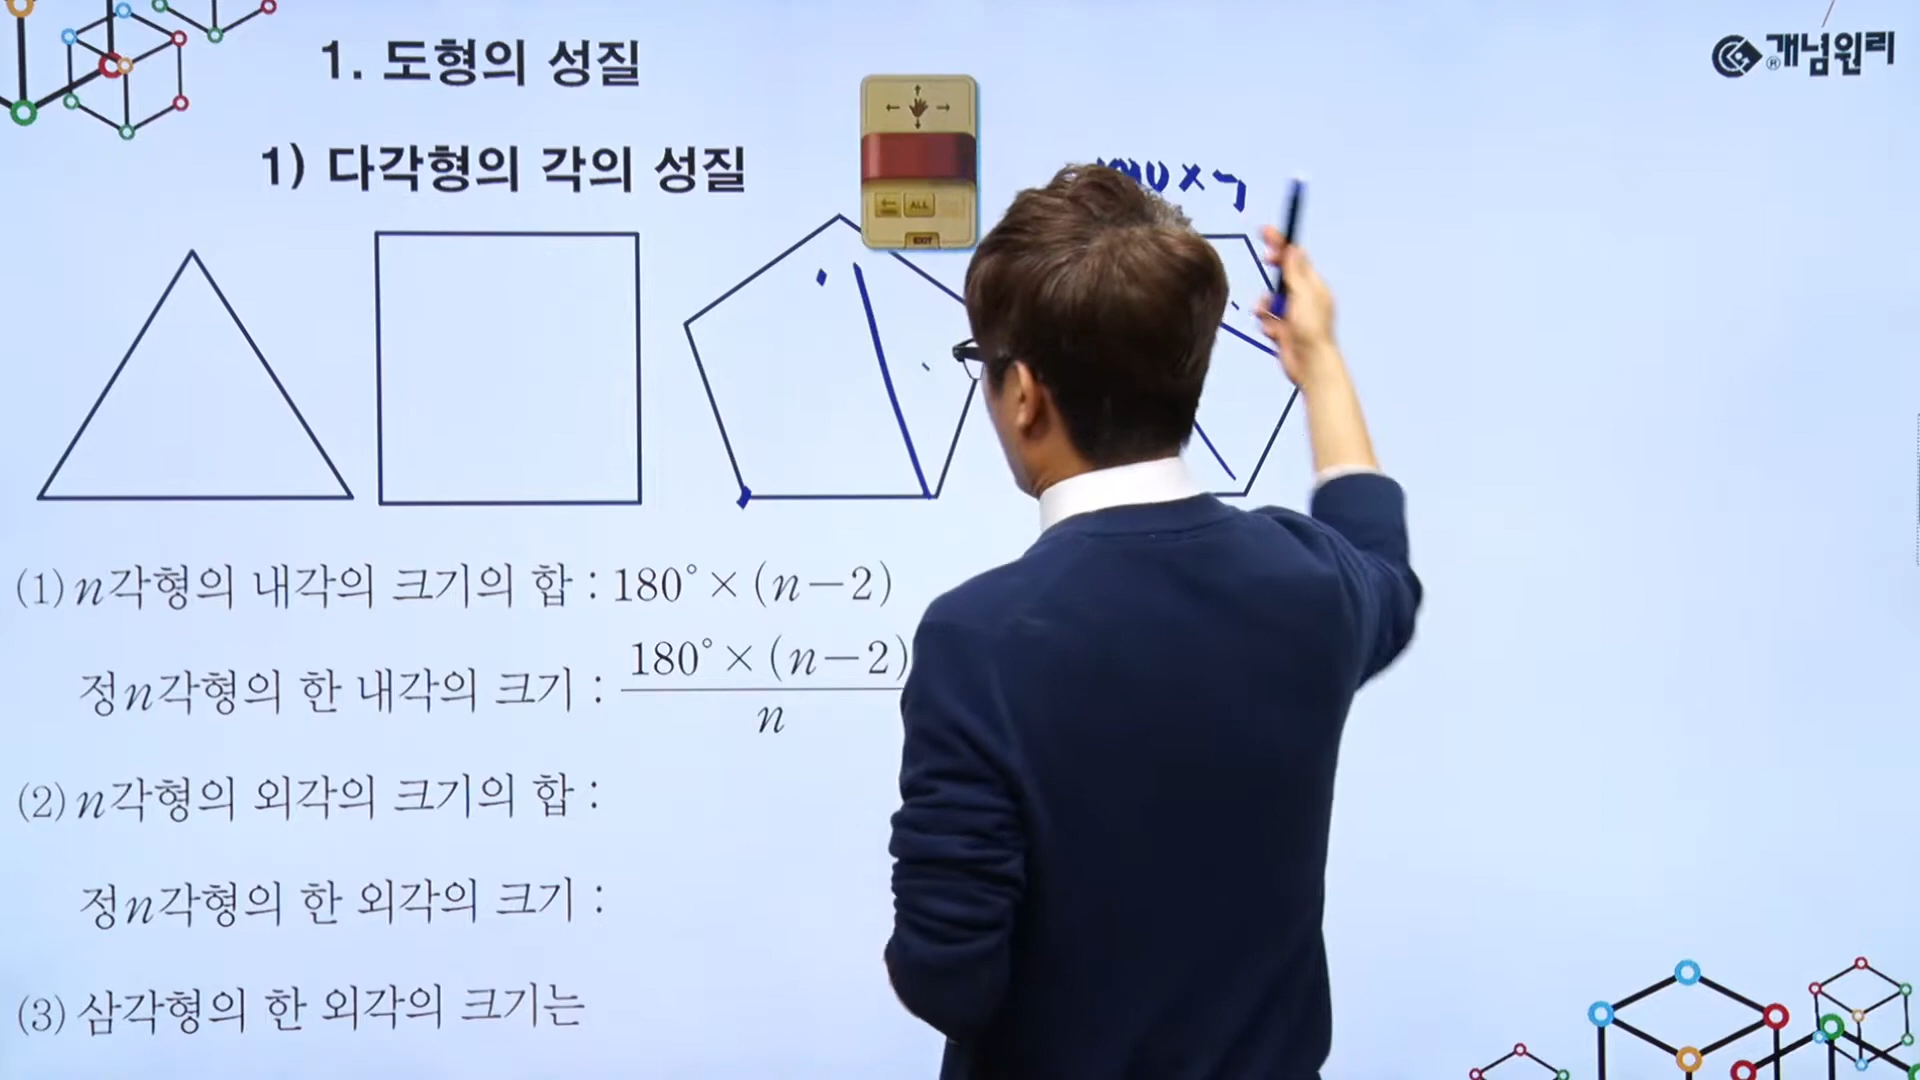 1. 도형의 성질
개념원리
®
1) 다각형의 각의 성질
ALL
EXIT
(1) n각형의 내각의 크기의 합 : 180°×(n-2)
정n각형의 한 내각의 크기 : 180°×(n-2)
n
(2) n각형의 외각의 크기의 합 :
정n각형의 한 외각의 크기 :
(3) 삼각형의 한 외각의 크기는